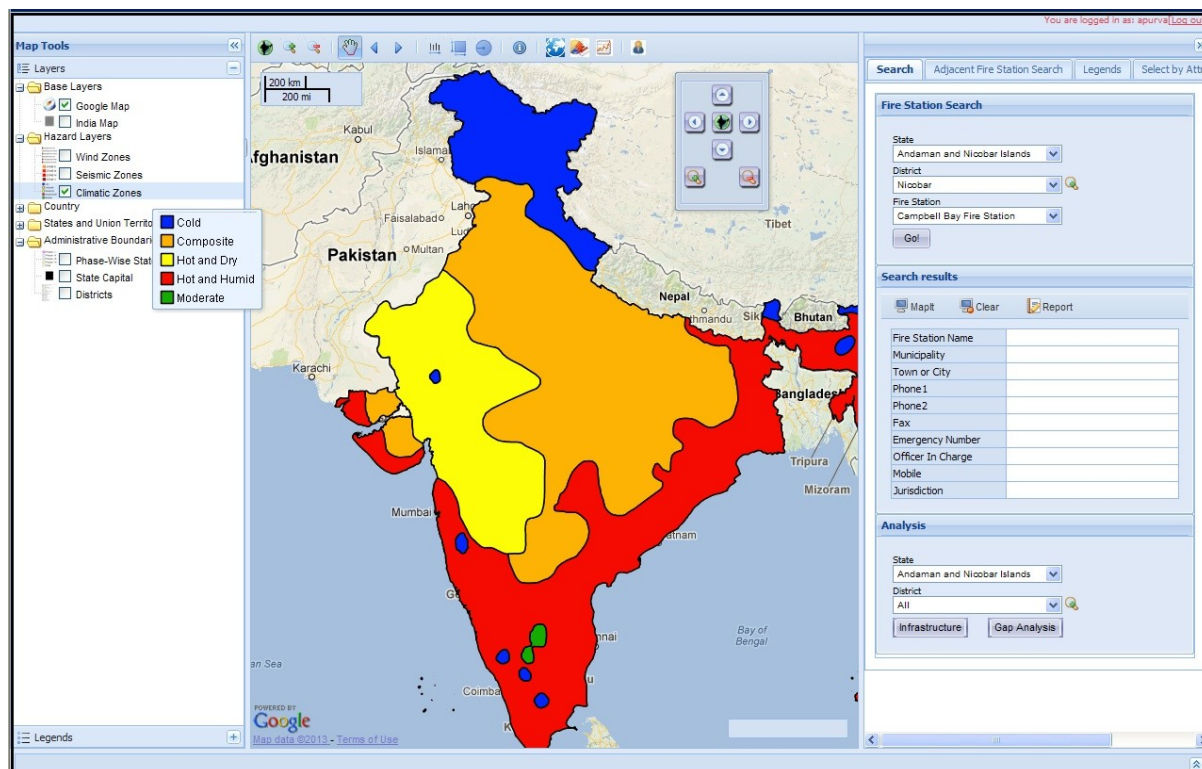 You are logged in as: apurva[Log ou
Map Tools
Layers
Base Layers
Google Map
India Map
Hazard Layers
Wind Zones
Seismic Zones
Climatic Zones
Country
States and Union Territo
Administrative Boundari
Phase-Wise Stat
State Capital
Districts
Cold
Composite
Hot and Dry
Hot and Humid
Moderate
Legends
200 km
200 mi
Kabul
Afghanistan
Islama
Faisalabad
Multan
Pakistan
Karachi
Tibet
Nepal
thmandu
Sik
Bhutan
Bangladesh
Tripura
Mizoram
Mumbai
atnam
nnai
Bay of
Bengal
an Sea
Coimba
POWERED BY
Google
Map data ©2013 - Terms of Use
Search
Adjacent Fire Station Search
Legends
Select by Attr
Fire Station Search
State
Andaman and Nicobar Islands
District
Nicobar
Fire Station
Campbell Bay Fire Station
Go!
Search results
MapIt
Clear
Report
Fire Station Name
Municipality
Town or City
Phone1
Phone2
Fax
Emergency Number
Officer In Charge
Mobile
Jurisdiction
Analysis
State
Andaman and Nicobar Islands
District
All
Infrastructure
Gap Analysis